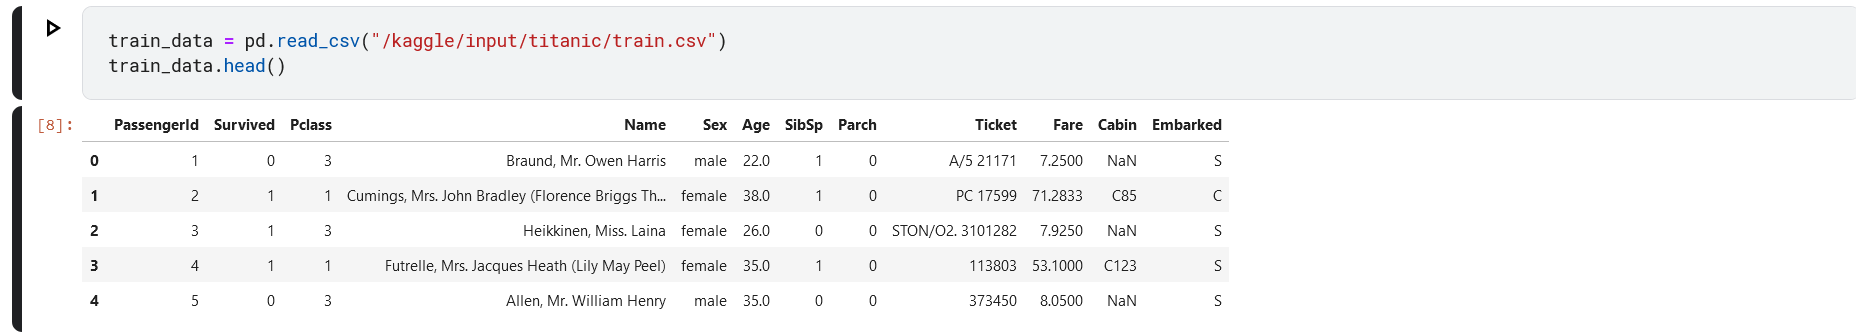 train_data = pd.read_csv("/kaggle/input/titanic/train.csv")
train_data.head()
[8]:
PassengerId Survived Pclass Name Sex Age SibSp Parch Ticket Fare Cabin Embarked
0 1 0 3 Braund, Mr. Owen Harris male 22.0 1 0 A/5 21171 7.2500 NaN S
1 2 1 1 Cumings, Mrs. John Bradley (Florence Briggs Th... female 38.0 1 0 PC 17599 71.2833 C85 C
2 3 1 3 Heikkinen, Miss. Laina female 26.0 0 0 STON/O2. 3101282 7.9250 NaN S
3 4 1 1 Futrelle, Mrs. Jacques Heath (Lily May Peel) female 35.0 1 0 113803 53.1000 C123 S
4 5 0 3 Allen, Mr. William Henry male 35.0 0 0 373450 8.0500 NaN S